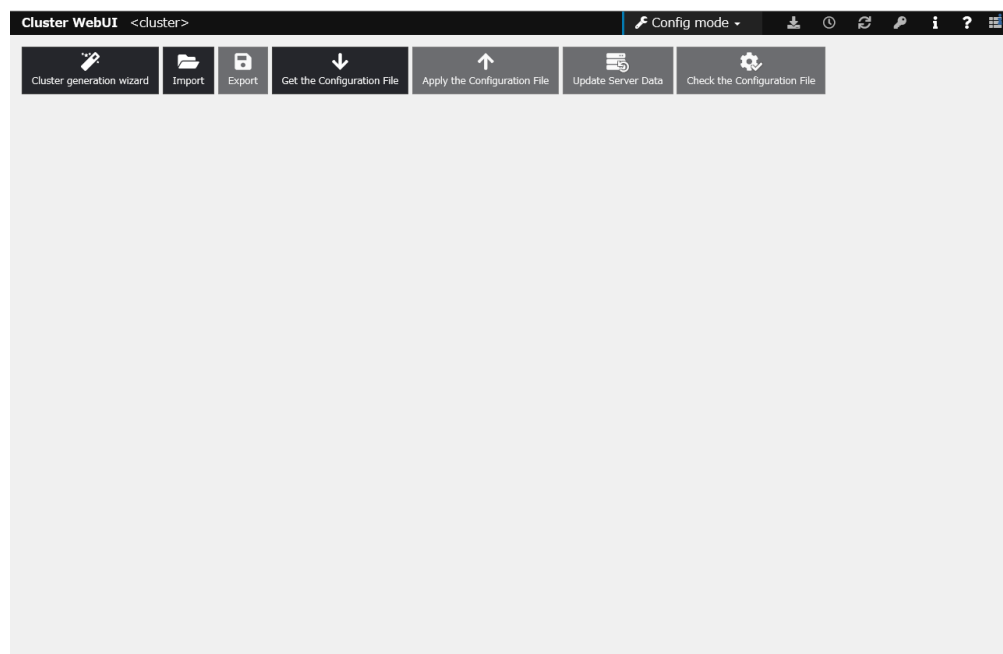 Cluster WebUI <cluster> Config mode i ?
Cluster generation wizard Import Export Get the Configuration File Apply the Configuration File Update Server Data Check the Configuration File